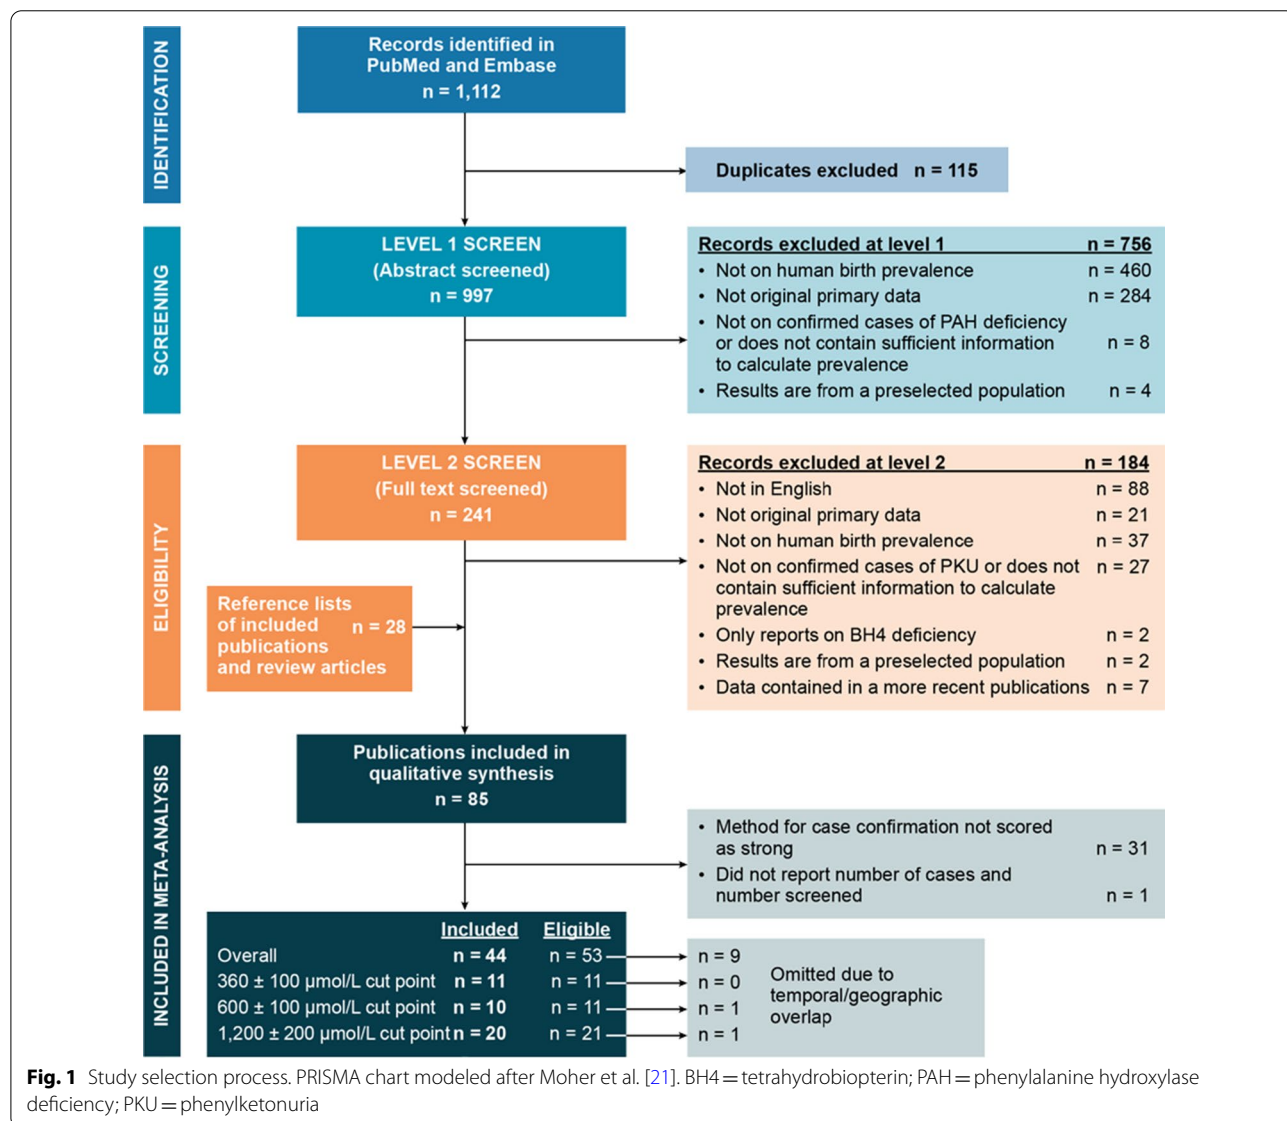 IDENTIFICATION
Records identified in
PubMed and Embase
n = 1,112
Duplicates excluded n = 115
SCREENING
LEVEL 1 SCREEN
(Abstract screened)
n = 997
Records excluded at level 1 n = 756
• Not on human birth prevalence n = 460
• Not original primary data n = 284
• Not on confirmed cases of PAH deficiency
or does not contain sufficient information n = 8
to calculate prevalence
• Results are from a preselected population n = 4
ELIGIBILITY
LEVEL 2 SCREEN
(Full text screened)
n = 241
Records excluded at level 2 n = 184
• Not in English n = 88
• Not original primary data n = 21
• Not on human birth prevalence n = 37
• Not on confirmed cases of PKU or does not n = 27
contain sufficient information to calculate
prevalence
• Only reports on BH4 deficiency n = 2
• Results are from a preselected population n = 2
• Data contained in a more recent publications n = 7
Reference lists
of included n = 28
publications
and review articles
INCLUDED IN META-ANALYSIS
Publications included in
qualitative synthesis
n = 85
• Method for case confirmation not scored
as strong n = 31
• Did not report number of cases and
number screened n = 1
Included Eligible
Overall n = 44 n = 53
360 ± 100 µmol/L cut point n = 11 n = 11
600 ± 100 µmol/L cut point n = 10 n = 11
1,200 ± 200 µmol/L cut point n = 20 n = 21
n = 9
n = 0
n = 1
n = 1
Omitted due to
temporal/geographic
overlap
Fig. 1 Study selection process. PRISMA chart modeled after Moher et al. [21]. BH4 = tetrahydrobiopterin; PAH = phenylalanine hydroxylase
deficiency; PKU = phenylketonuria